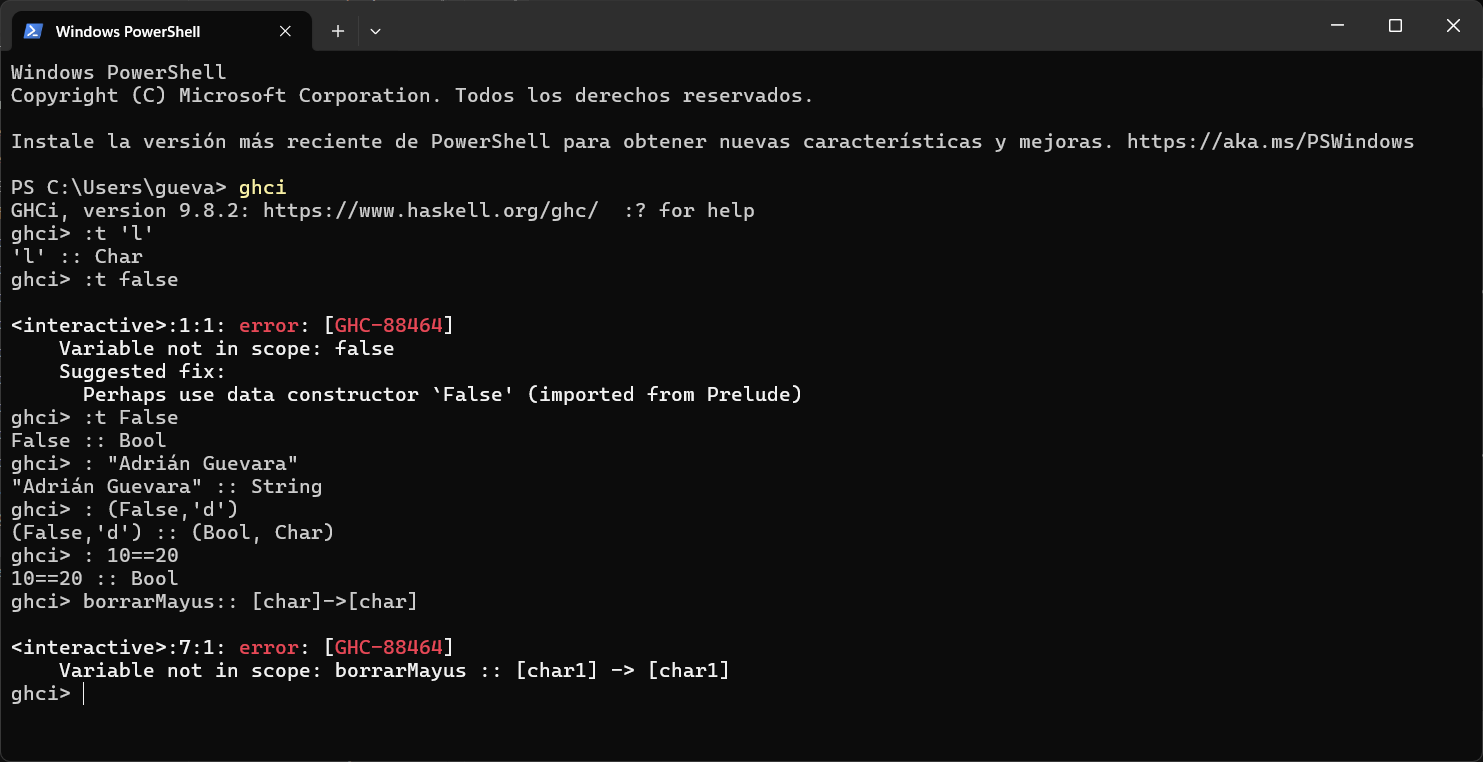 Windows PowerShell
Windows PowerShell
Copyright (C) Microsoft Corporation. Todos los derechos reservados.
Instale la versión más reciente de PowerShell para obtener nuevas características y mejoras. https://aka.ms/PSWindows
PS C:\Users\gueva> ghci
GHCi, version 9.8.2: https://www.haskell.org/ghc/  :? for help
ghci> :t 'l'
'l' :: Char
ghci> :t false
<interactive>:1:1: error: [GHC-88464]
    Variable not in scope: false
    Suggested fix:
      Perhaps use data constructor `False' (imported from Prelude)
ghci> :t False
False :: Bool
ghci> : "Adrián Guevara"
"Adrián Guevara" :: String
ghci> : (False,'d')
(False,'d') :: (Bool, Char)
ghci> : 10==20
10==20 :: Bool
ghci> borrarMayus:: [char]->[char]
<interactive>:7:1: error: [GHC-88464]
    Variable not in scope: borrarMayus :: [char1] -> [char1]
ghci>